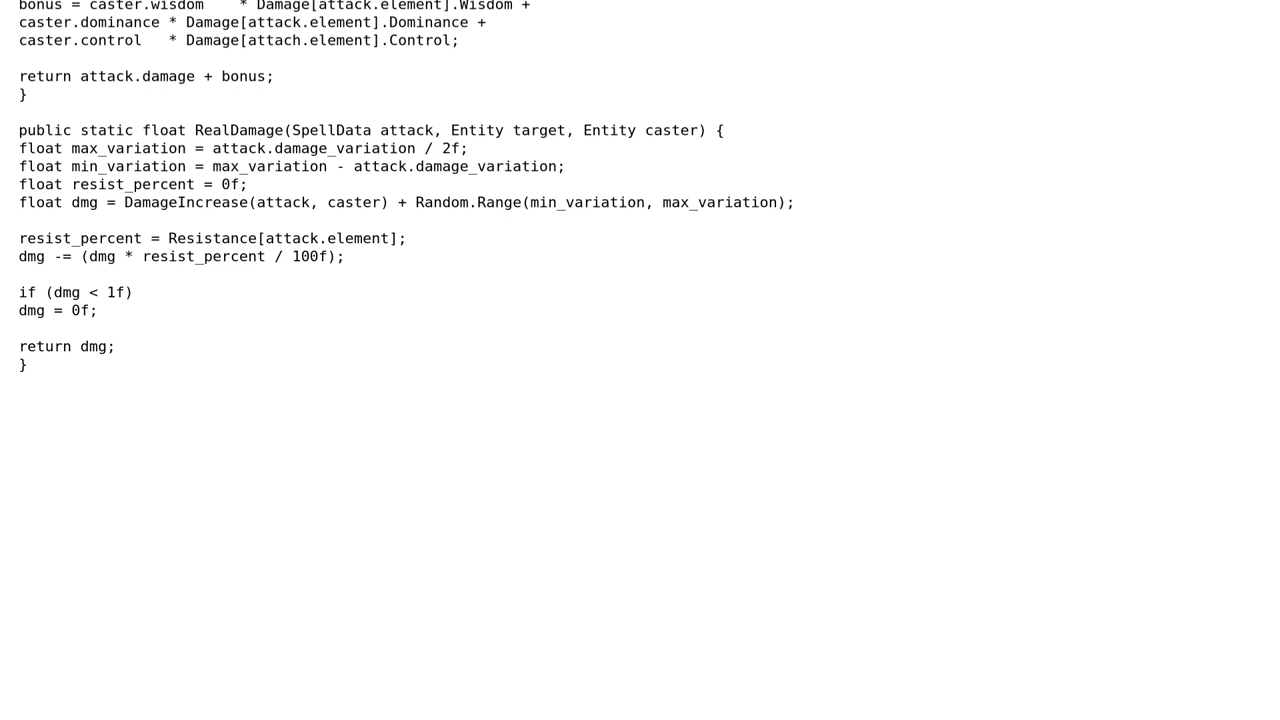 bonus = caster.wisdom    * Damage[attack.element].Wisdom +
caster.dominance * Damage[attack.element].Dominance +
caster.control   * Damage[attach.element].Control;

return attack.damage + bonus;
}

public static float RealDamage(SpellData attack, Entity target, Entity caster) {
float max_variation = attack.damage_variation / 2f;
float min_variation = max_variation - attack.damage_variation;
float resist_percent = 0f;
float dmg = DamageIncrease(attack, caster) + Random.Range(min_variation, max_variation);

resist_percent = Resistance[attack.element];
dmg -= (dmg * resist_percent / 100f);

if (dmg < 1f)
dmg = 0f;

return dmg;
}